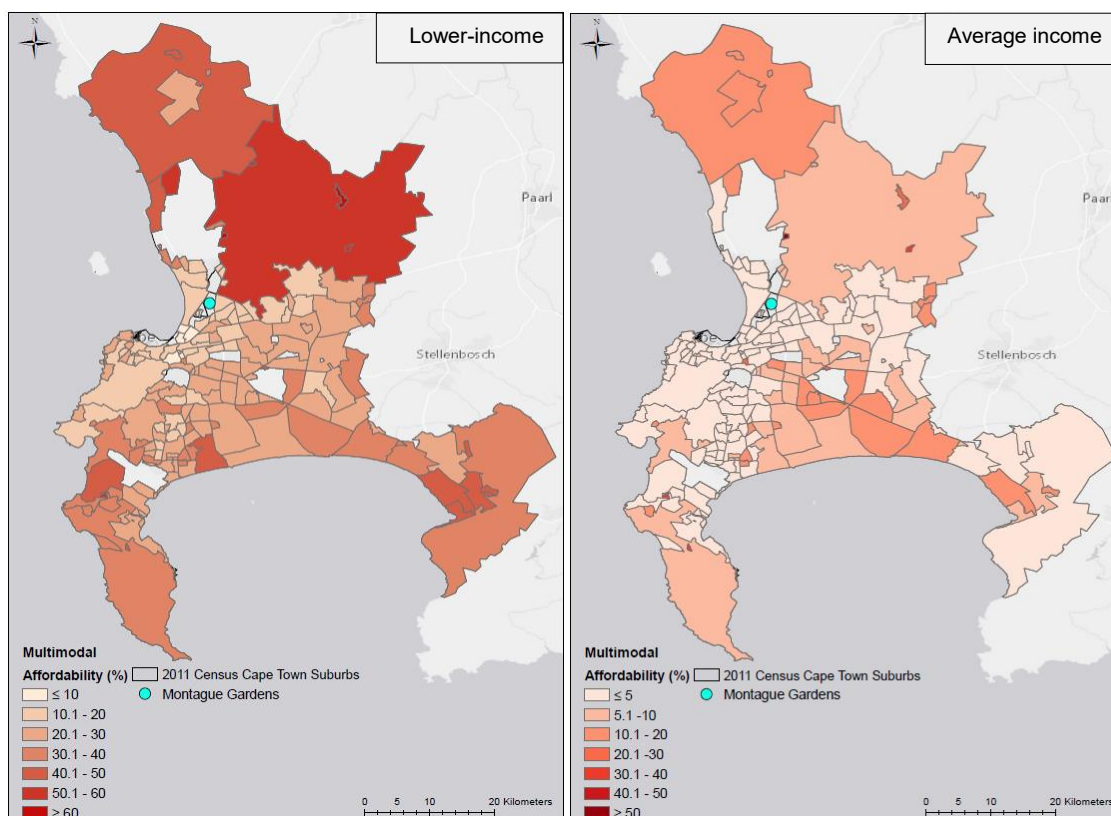 Lower-income
N
Paarl
Stellenbosch
Multimodal
Affordability (%)
2011 Census Cape Town Suburbs
≤ 10
Montague Gardens
10.1 - 20
20.1 - 30
30.1 - 40
40.1 - 50
50.1 - 60
> 60
0 5 10 20 Kilometers
Average income
N
Paarl
Stellenbosch
Multimodal
Affordability (%)
2011 Census Cape Town Suburbs
≤ 5
Montague Gardens
5.1 -10
10.1 - 20
20.1 -30
30.1 - 40
40.1 - 50
> 50
0 5 10 20 Kilometers